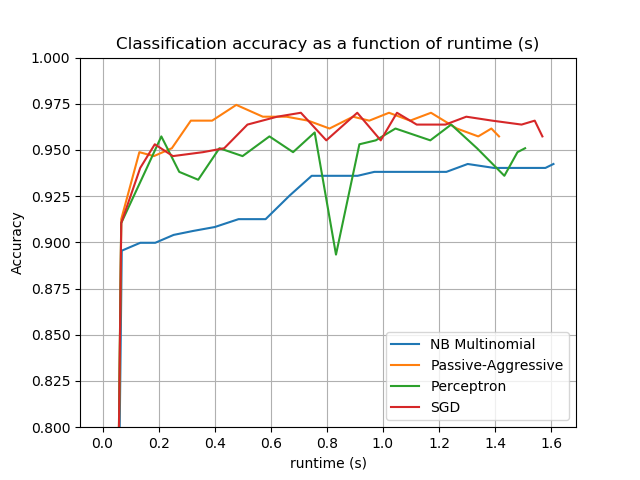 Classification accuracy as a function of runtime (s)
1.000
0.975
0.950
0.925
0.900
0.875
0.850
0.825
0.800
Accuracy
NB Multinomial
Passive-Aggressive
Perceptron
SGD
0.0 0.2 0.4 0.6 0.8 1.0 1.2 1.4 1.6
runtime (s)